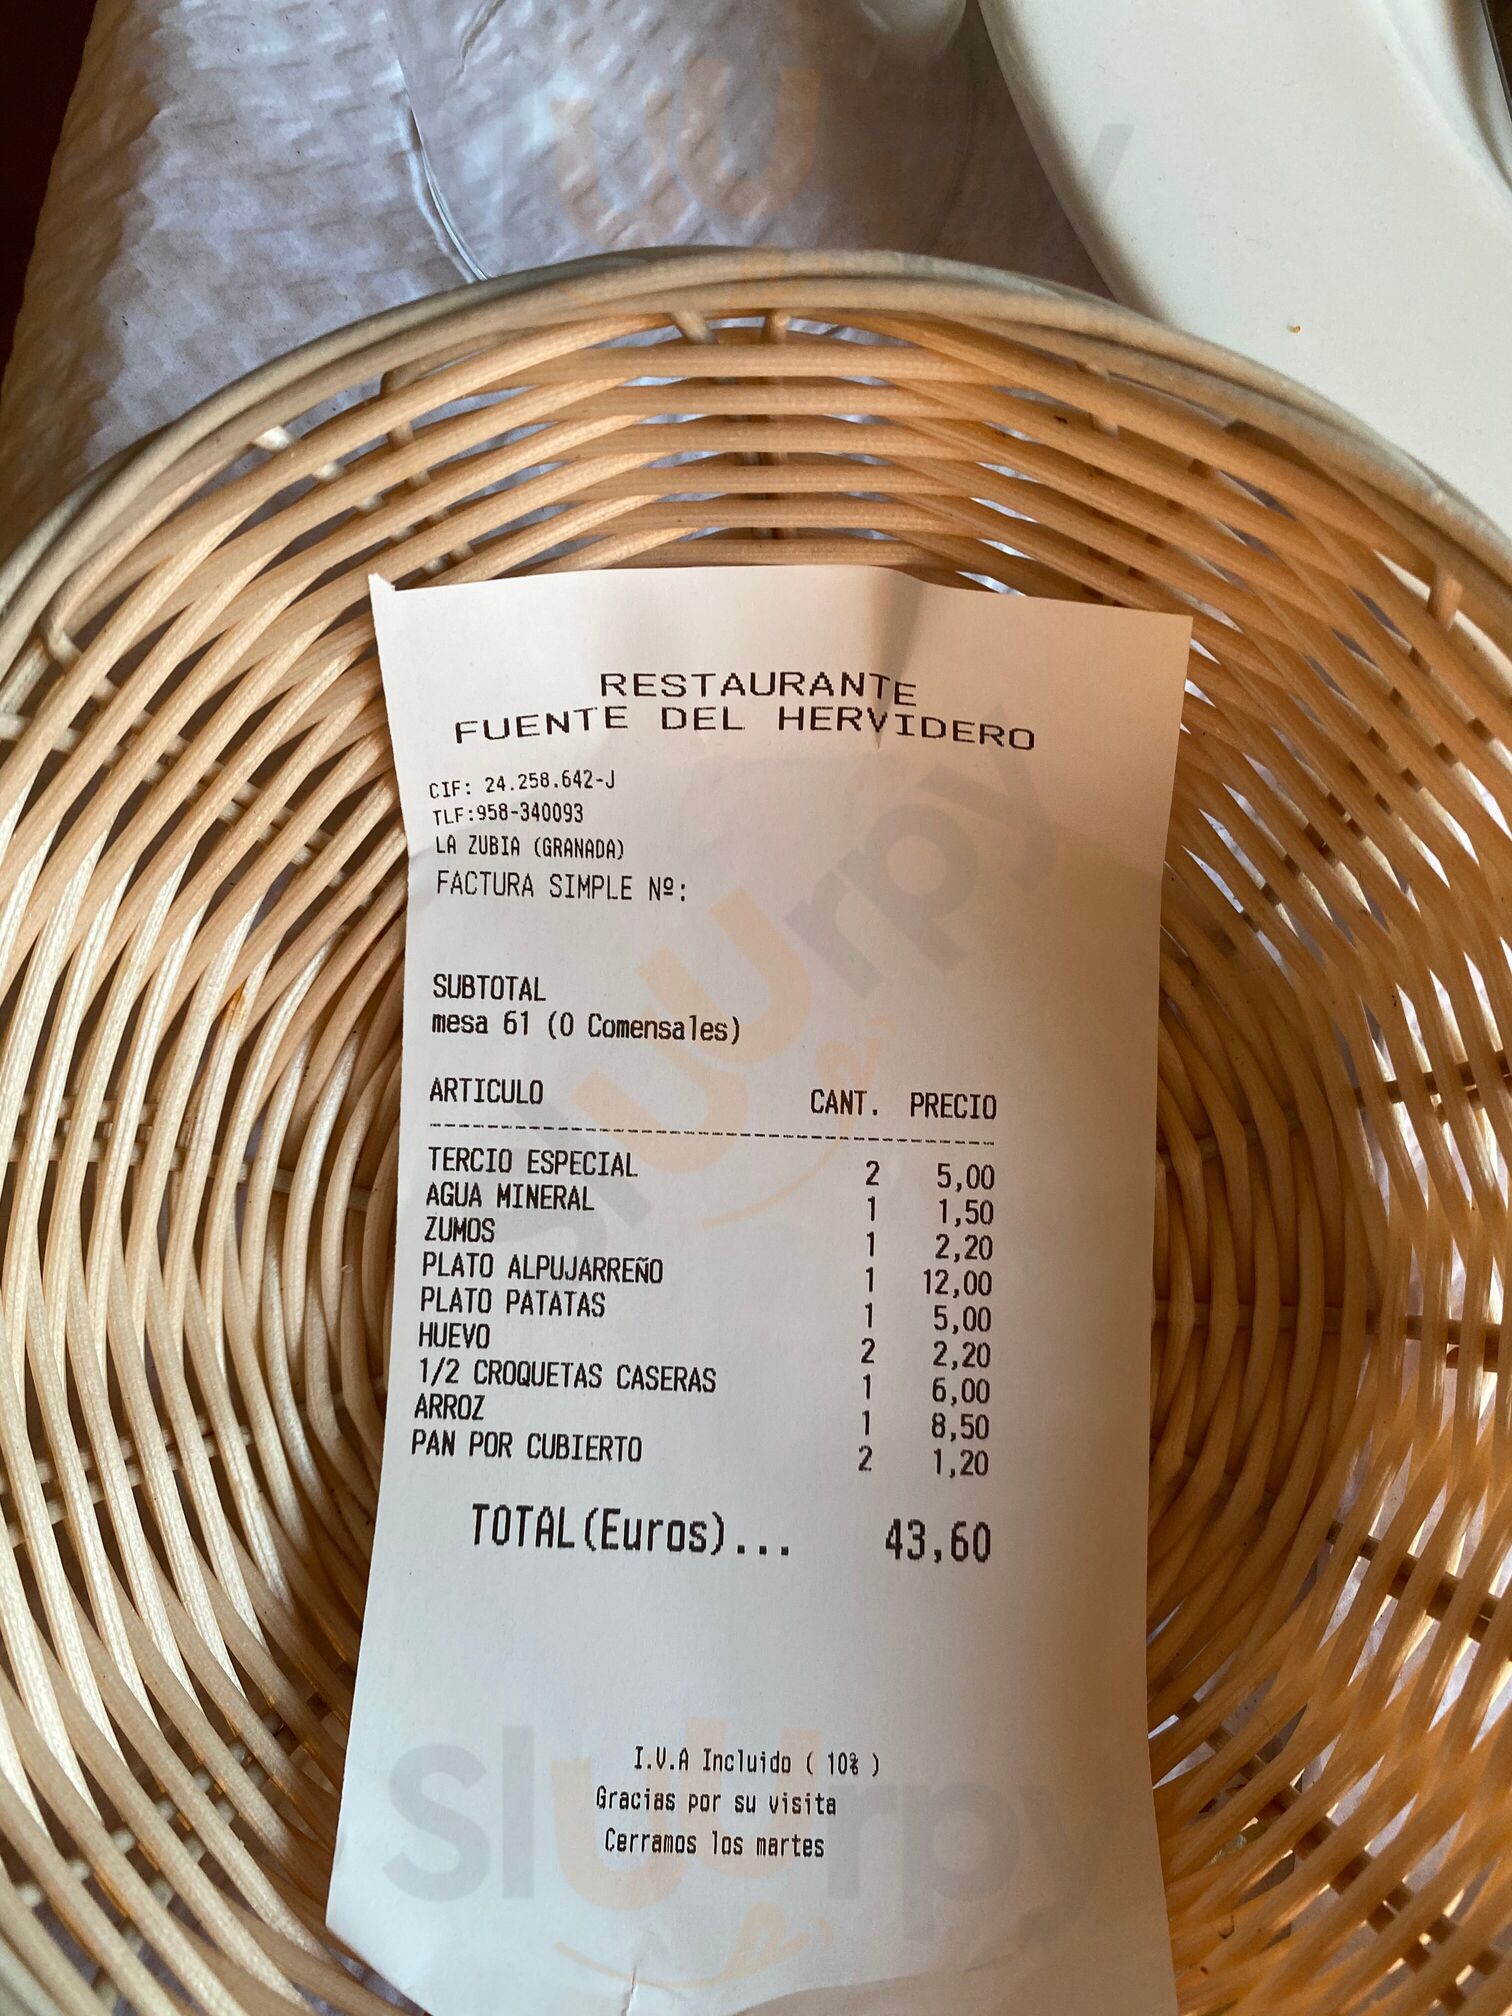 RESTAURANTE
FUENTE DEL HERVIDERO
CIF: 24.258.642-J
TLF:958-340093
LA ZUBIA (GRANADA)
FACTURA SIMPLE Nº:
SUBTOTAL
mesa 61 (0 Comensales)
ARTICULO CANT. PRECIO
TERCIO ESPECIAL 2 5,00
AGUA MINERAL 1 1,50
ZUMOS 1 2,20
PLATO ALPUJARREÑO 1 12,00
PLATO PATATAS 1 5,00
HUEVO 2 2,20
1/2 CROQUETAS CASERAS 1 6,00
ARROZ 1 8,50
PAN POR CUBIERTO 2 1,20
TOTAL(Euros)... 43,60
I.V.A Incluido ( 10% )
Gracias por su visita
Cerramos los martes
Sluurpy
Sluurpy